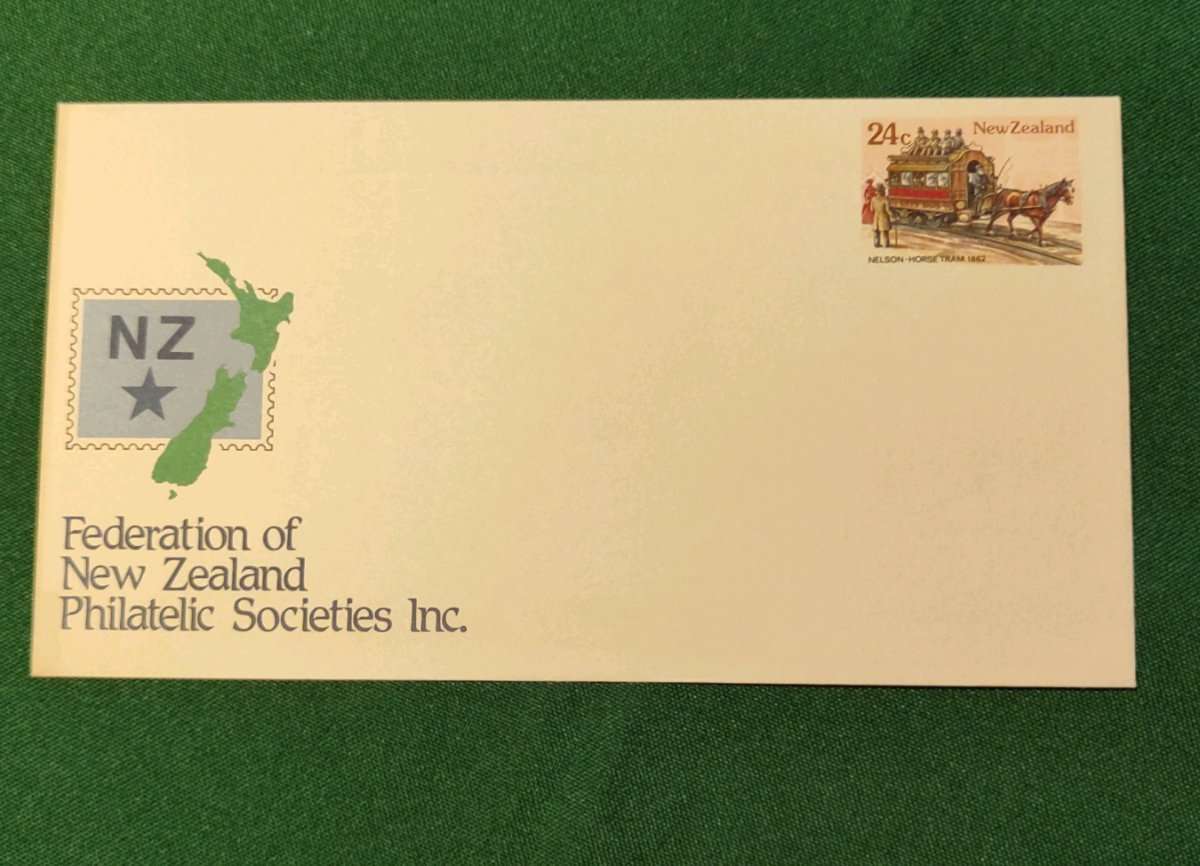 24c New Zealand
NELSON-HORSE TRAM 1862
NZ
Federation of
New Zealand
Philatelic Societies Inc.